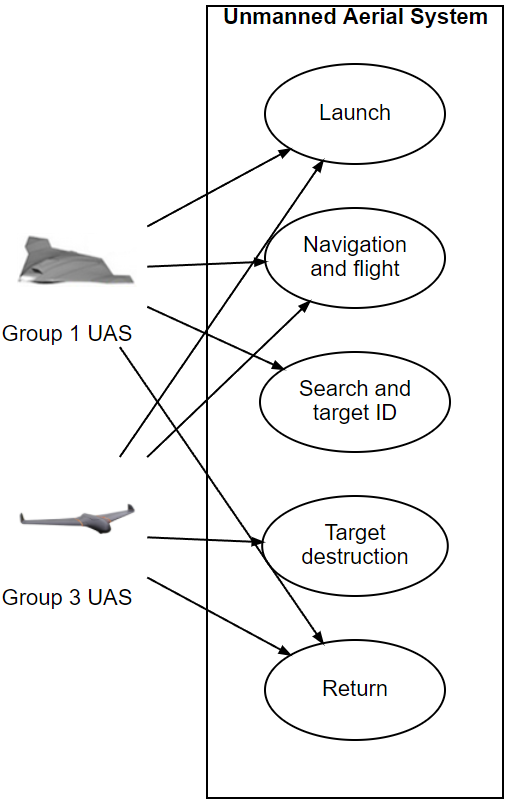 Unmanned Aerial System
Launch
Navigation
and flight
Group 1 UAS
Search and
target ID
Target
destruction
Group 3 UAS
Return